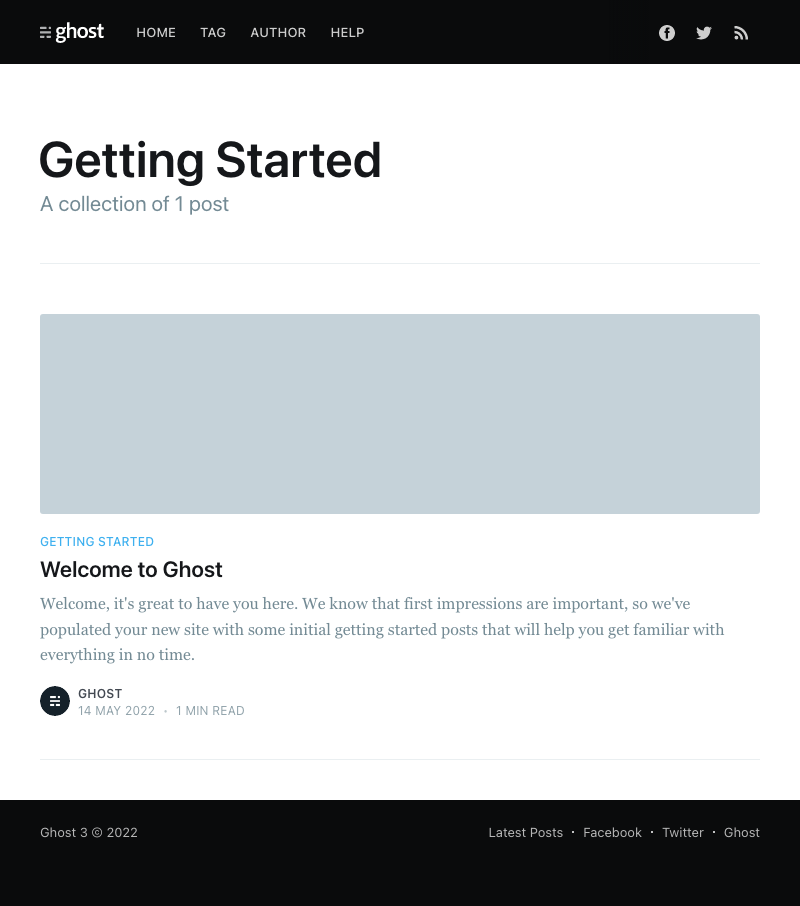 ghost HOME TAG AUTHOR HELP
Getting Started
A collection of 1 post
GETTING STARTED
Welcome to Ghost
Welcome, it's great to have you here. We know that first impressions are important, so we've
populated your new site with some initial getting started posts that will help you get familiar with
everything in no time.
GHOST
14 MAY 2022 • 1 MIN READ
Ghost 3 © 2022
Latest Posts • Facebook • Twitter • Ghost